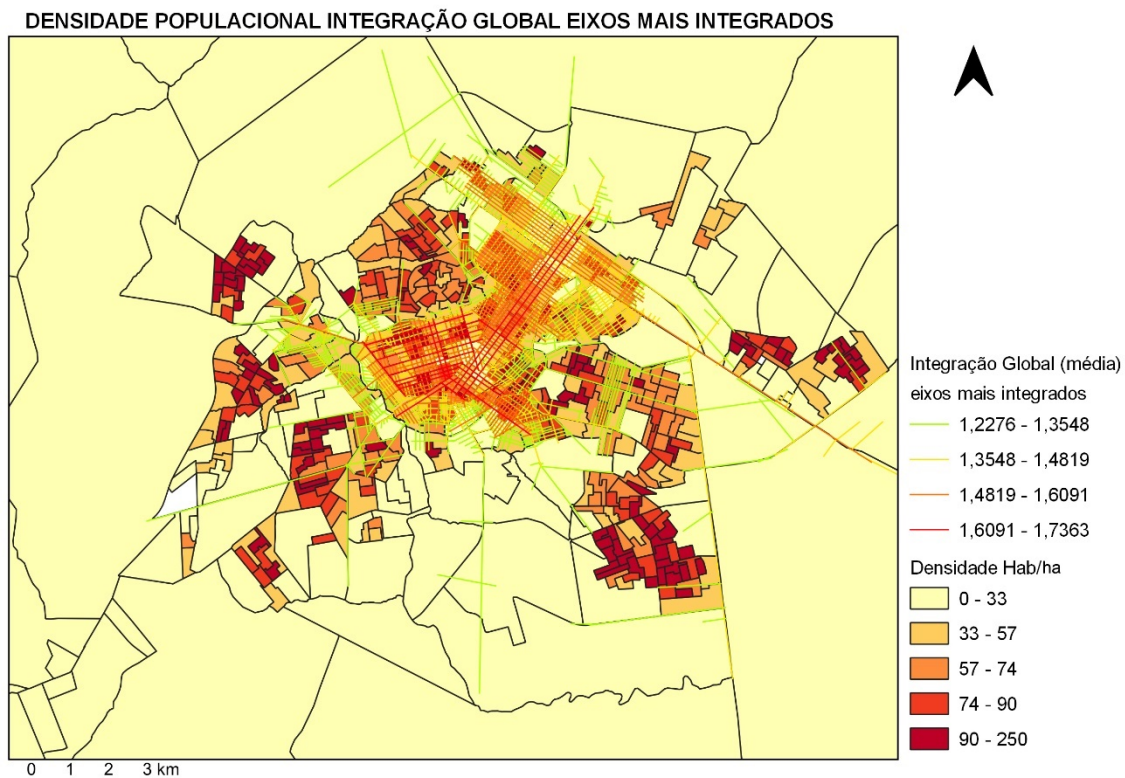 DENSIDADE POPULACIONAL INTEGRAÇÃO GLOBAL EIXOS MAIS INTEGRADOS
Integração Global (média)
eixos mais integrados
1,2276 - 1,3548
1,3548 - 1,4819
1,4819 - 1,6091
1,6091 - 1,7363
Densidade Hab/ha
0 - 33
33 - 57
57 - 74
74 - 90
90 - 250
0 1 2 3 km